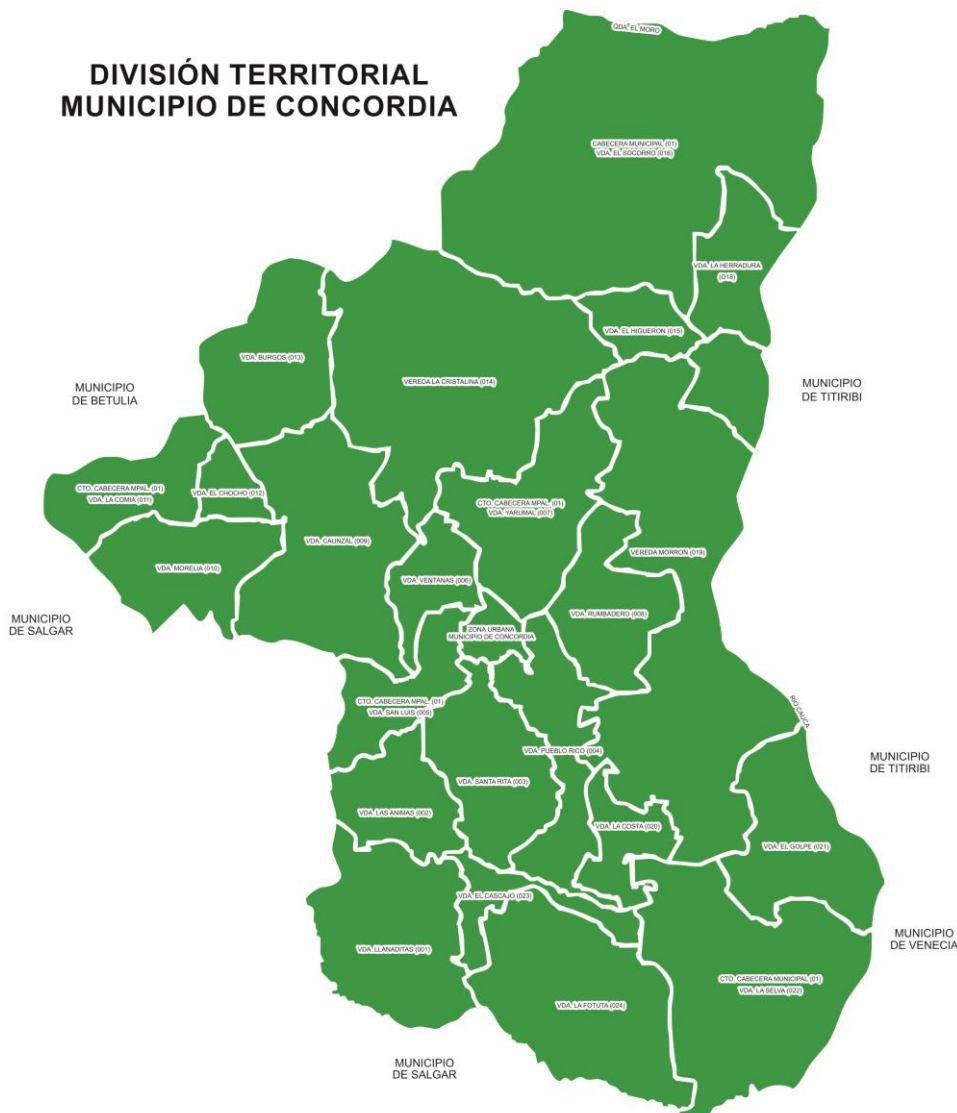 DIVISIÓN TERRITORIAL
MUNICIPIO DE CONCORDIA
QDA. EL MORO
CABECERA MUNICIPAL (01)
VDA. EL SOCORRO (016)
VDA. LA HERRADURA
(O18)
VDA. EL HIGUERON (015)
VDA. BURGOS (013)
VEREDA LA CRISTALINA (014)
MUNICIPIO
DE BETULIA
MUNICIPIO
DE TITIRIBI
CTO. CABECERA MPAL. (01)
VDA. LA COMIA (011)
VDA. EL CHOCHO (012)
CTO. CABECERA MPAL. (01)
VDA. YARUMAL (007)
VDA. CAUNZAL (009)
VEREDA MORRON (019)
VDA. MORELIA (010)
VDA. VENTANAS (006)
VDA. RUMBADERO (008)
MUNICIPIO
DE SALGAR
ZONA URBANA
MUNICIPIO DE CONCORDIA
CTO. CABECERA MPAL. (01)
VDA. SAN LUIS (005)
RIO CAUCA
VDA. PUEBLO RICO (004)
MUNICIPIO
DE TITIRIBI
VDA. SANTA RITA (003)
VDA. LAS ANIMAS (002)
VDA. LA COSTA (020)
VDA. EL GOLPE (021)
VDA. EL CASCAJO (023)
MUNICIPIO
DE VENECIA
VDA. LLANADITAS (001)
CTO. CABECERA MUNICIPAL (01)
VDA. LA SELVA (022)
VDA. LA FOTUTA (024)
MUNICIPIO
DE SALGAR